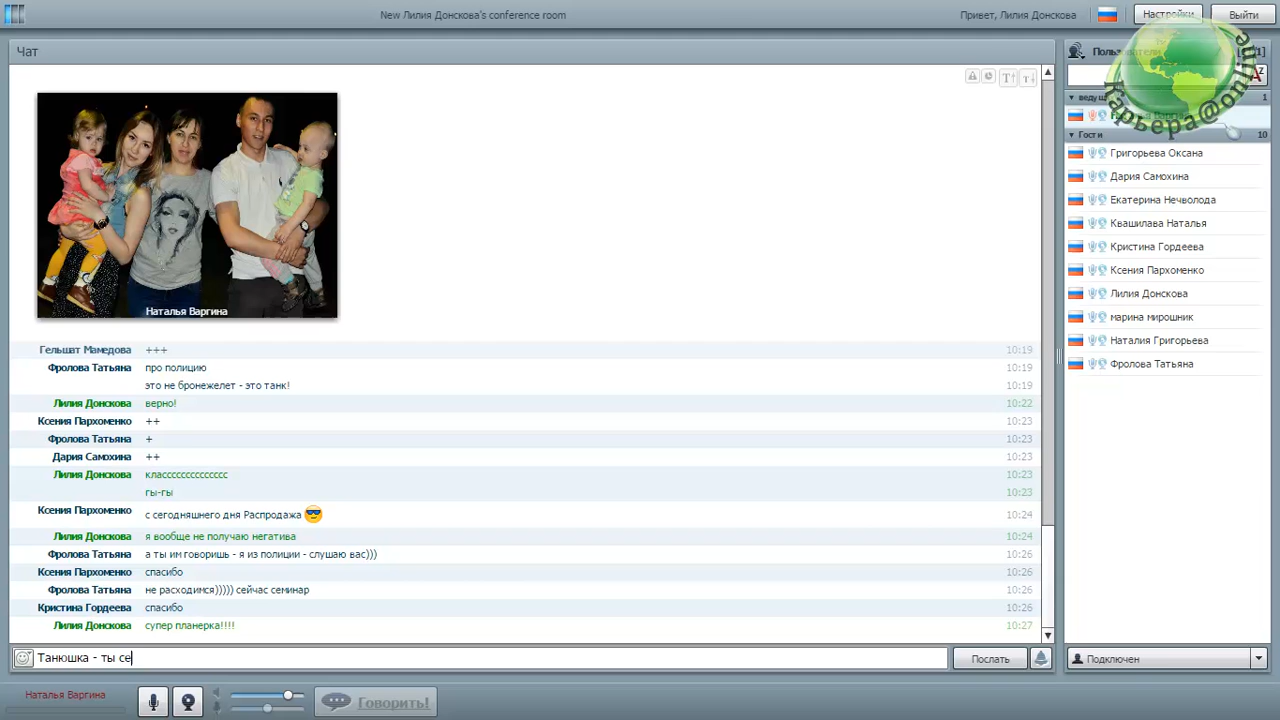 New Лилия Донскова's conference room
Привет, Лилия Донскова
Настройки
Выйти
Чат
Наталья Варгина
Гельшат Мамедова +++ 10:19
Фролова Татьяна про полицию 10:19
это не бронежелет - это танк! 10:19
Лилия Донскова верно! 10:22
Ксения Пархоменко ++ 10:23
Фролова Татьяна + 10:23
Дария Самохина ++ 10:23
Лилия Донскова классссссссссссссс 10:23
гы-гы 10:23
Ксения Пархоменко с сегодняшнего дня Распродажа 10:24
Лилия Донскова я вообще не получаю негатива 10:24
Фролова Татьяна а ты им говоришь - я из полиции - слушаю вас))) 10:26
Ксения Пархоменко спасибо 10:26
Фролова Татьяна не расходимся))))) сейчас семинар 10:26
Кристина Гордеева спасибо 10:26
Лилия Донскова супер планерка!!!! 10:27
Танюшка - ты се
Послать
Наталья Варгина
Говорить!
Пользователи
Карьера@online
1
Гости 10
Григорьева Оксана
Дария Самохина
Екатерина Нечволода
Квашилава Наталья
Кристина Гордеева
Ксения Пархоменко
Лилия Донскова
марина мирошник
Наталия Григорьева
Фролова Татьяна
Подключен